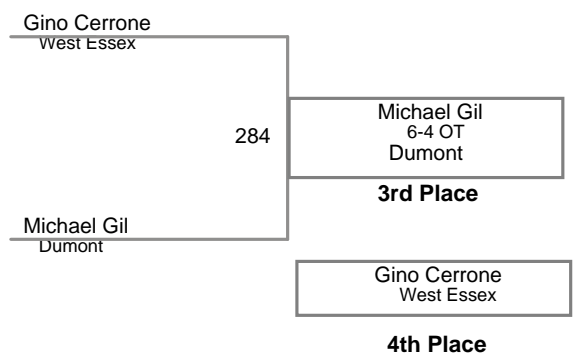 Gino Cerrone
West Essex
284
Michael Gil
6-4 OT
Dumont
3rd Place
Michael Gil
Dumont
Gino Cerrone
West Essex
4th Place